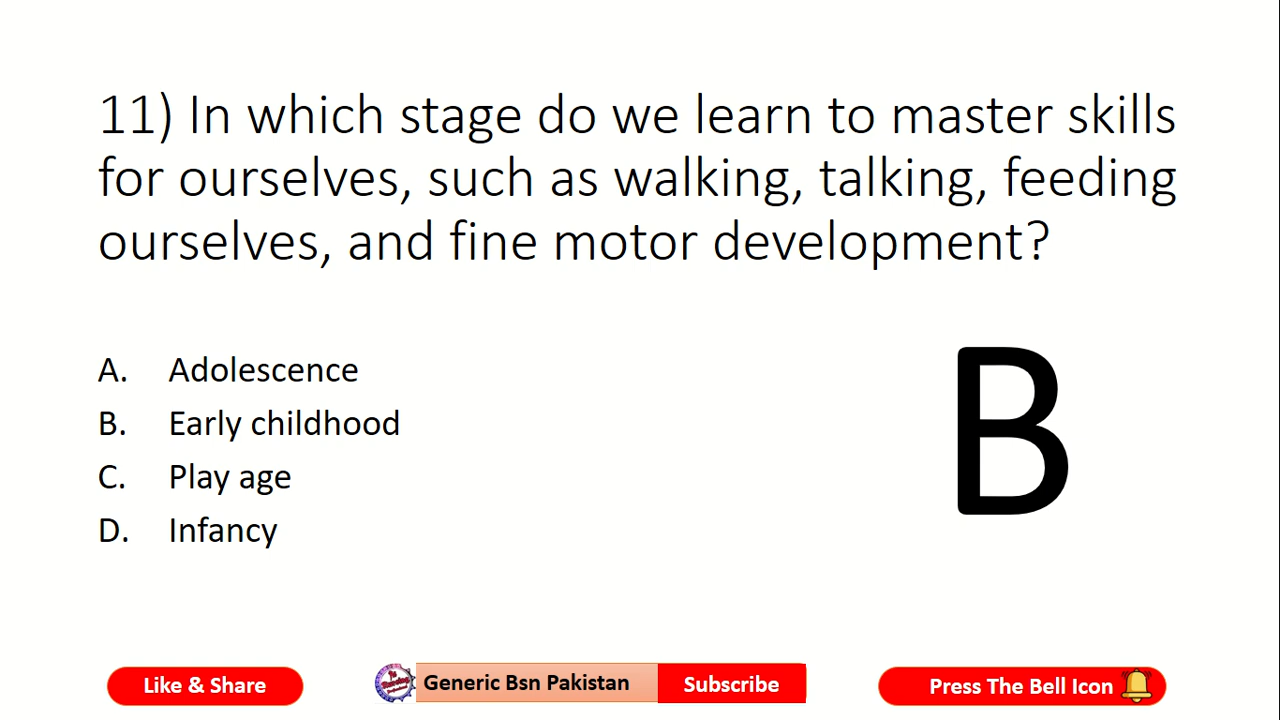 11) In which stage do we learn to master skills
for ourselves, such as walking, talking, feeding
ourselves, and fine motor development?
A. Adolescence
B. Early childhood
C. Play age
D. Infancy
B
Like & Share
Generic Bsn Pakistan
Subscribe
Press The Bell Icon